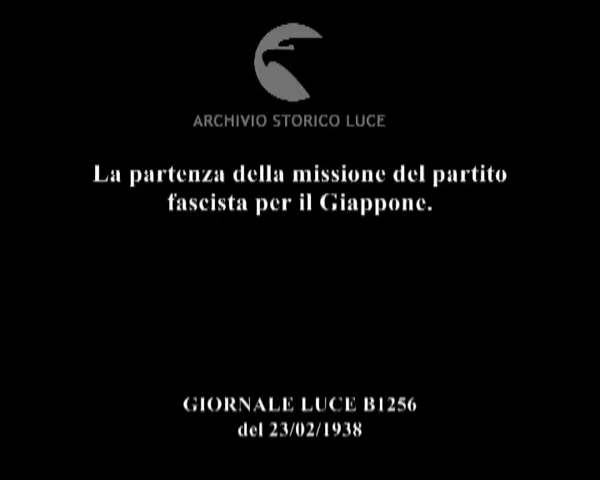 ARCHIVIO STORICO LUCE
La partenza della missione del partito
fascista per il Giappone.
GIORNALE LUCE B1256
del 23/02/1938